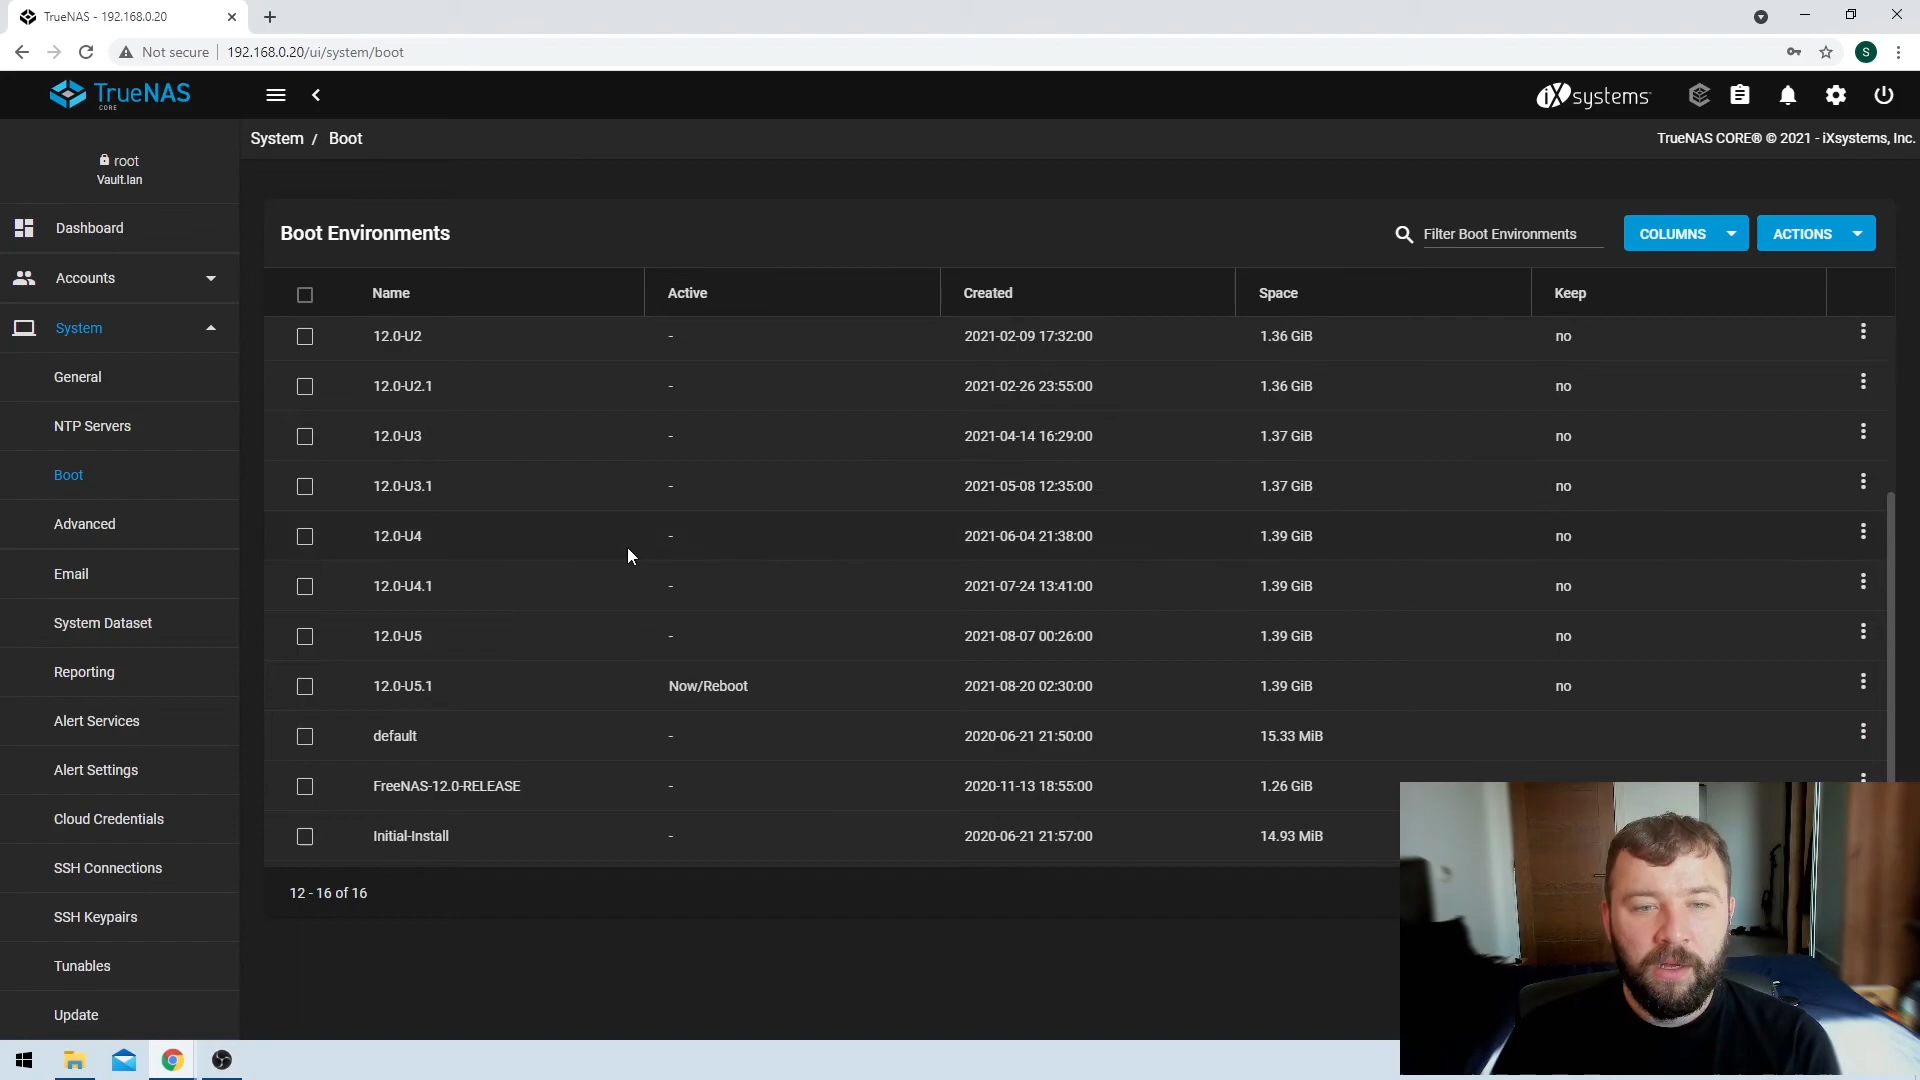 TrueNAS - 192.168.0.20
Not secure
192.168.0.20/ui/system/boot
S
TrueNAS
CORE
iXsystems
System / Boot
TrueNAS CORE® © 2021 - iXsystems, Inc.
root
Vault.lan
Dashboard
Accounts
System
General
NTP Servers
Boot
Advanced
Email
System Dataset
Reporting
Alert Services
Alert Settings
Cloud Credentials
SSH Connections
SSH Keypairs
Tunables
Update
Boot Environments
Filter Boot Environments
COLUMNS
ACTIONS
Name Active Created Space Keep
12.0-U2 - 2021-02-09 17:32:00 1.36 GiB no
12.0-U2.1 - 2021-02-26 23:55:00 1.36 GiB no
12.0-U3 - 2021-04-14 16:29:00 1.37 GiB no
12.0-U3.1 - 2021-05-08 12:35:00 1.37 GiB no
12.0-U4 - 2021-06-04 21:38:00 1.39 GiB no
12.0-U4.1 - 2021-07-24 13:41:00 1.39 GiB no
12.0-U5 - 2021-08-07 00:26:00 1.39 GiB no
12.0-U5.1 Now/Reboot 2021-08-20 02:30:00 1.39 GiB no
default - 2020-06-21 21:50:00 15.33 MiB
FreeNAS-12.0-RELEASE - 2020-11-13 18:55:00 1.26 GiB
Initial-Install - 2020-06-21 21:57:00 14.93 MiB
12 - 16 of 16